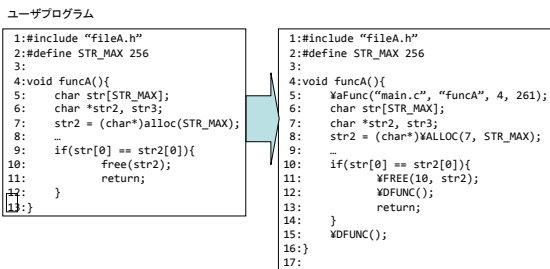 ユーザプログラム
1:#include “fileA.h”
2:#define STR_MAX 256
3:
4:void funcA(){
5: char str[STR_MAX];
6: char *str2, str3;
7: str2 = (char*)alloc(STR_MAX);
8: …
9: if(str[0] == str2[0]){
10: free(str2);
11: return;
12: }
13:}
1:#include “fileA.h”
2:#define STR_MAX 256
3:
4:void funcA(){
5: ¥aFunc(“main.c”, “funcA”, 4, 261);
6: char str[STR_MAX];
7: char *str2, str3;
8: str2 = (char*)¥ALLOC(7, STR_MAX);
9: …
10: if(str[0] == str2[0]){
11: ¥FREE(10, str2);
12: ¥DFUNC();
13: return;
14: }
15: ¥DFUNC();
16:}
17: